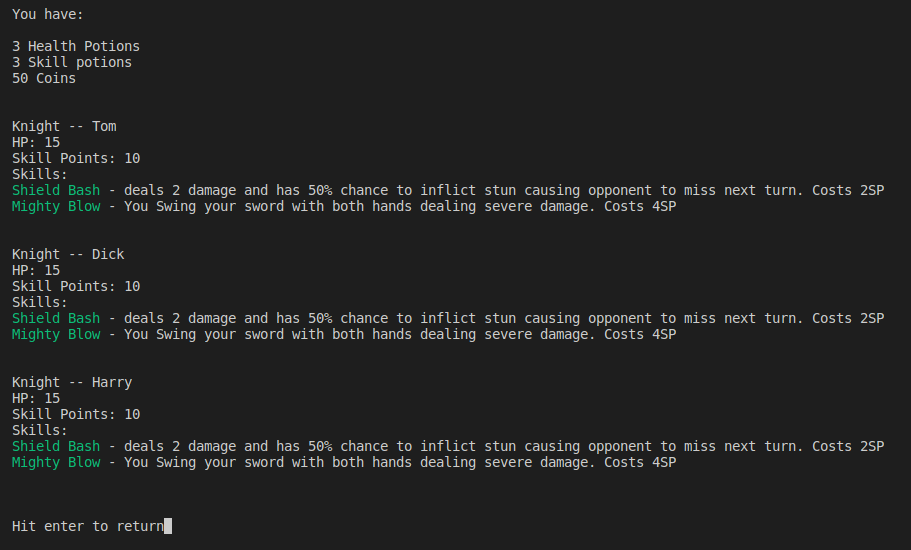 You have:
3 Health Potions
3 Skill potions
50 Coins
Knight -- Tom
HP: 15
Skill Points: 10
Skills:
Shield Bash - deals 2 damage and has 50% chance to inflict stun causing opponent to miss next turn. Costs 2SP
Mighty Blow - You Swing your sword with both hands dealing severe damage. Costs 4SP
Knight -- Dick
HP: 15
Skill Points: 10
Skills:
Shield Bash - deals 2 damage and has 50% chance to inflict stun causing opponent to miss next turn. Costs 2SP
Mighty Blow - You Swing your sword with both hands dealing severe damage. Costs 4SP
Knight -- Harry
HP: 15
Skill Points: 10
Skills:
Shield Bash - deals 2 damage and has 50% chance to inflict stun causing opponent to miss next turn. Costs 2SP
Mighty Blow - You Swing your sword with both hands dealing severe damage. Costs 4SP
Hit enter to return